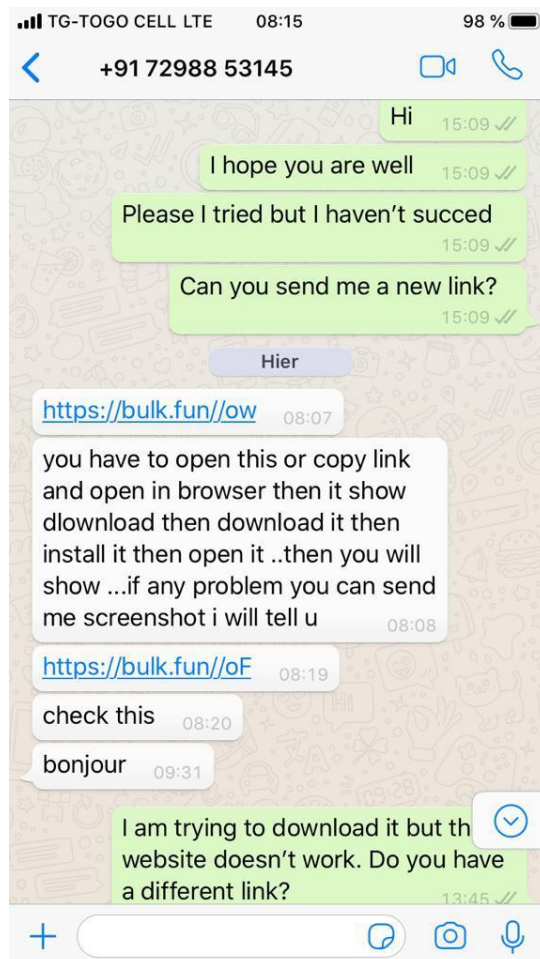 TG-TOGO CELL LTE 08:15 98 %
+91 72988 53145
Hi 15:09
I hope you are well 15:09
Please I tried but I haven't succed
15:09
Can you send me a new link?
15:09
Hier
https://bulk.fun//ow 08:07
you have to open this or copy link
and open in browser then it show
dlownload then download it then
install it then open it ..then you will
show ...if any problem you can send
me screenshot i will tell u 08:08
https://bulk.fun//oF 08:19
check this 08:20
bonjour 09:31
I am trying to download it but th
website doesn't work. Do you have
a different link? 13:45